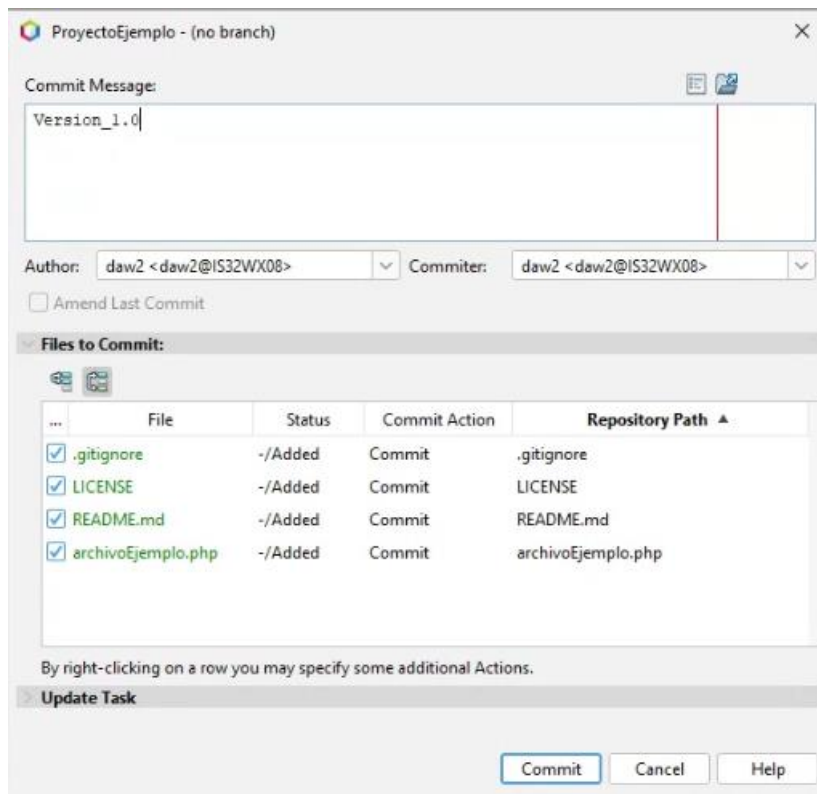 ProyectoEjemplo - (no branch)
Commit Message:
Version_1.0
Author: daw2 <daw2@IS32WX08> Commiter: daw2 <daw2@IS32WX08>
Amend Last Commit
Files to Commit:
... File Status Commit Action Repository Path
.gitignore -/Added Commit .gitignore
LICENSE -/Added Commit LICENSE
README.md -/Added Commit README.md
archivoEjemplo.php -/Added Commit archivoEjemplo.php
By right-clicking on a row you may specify some additional Actions.
Update Task
Commit Cancel Help